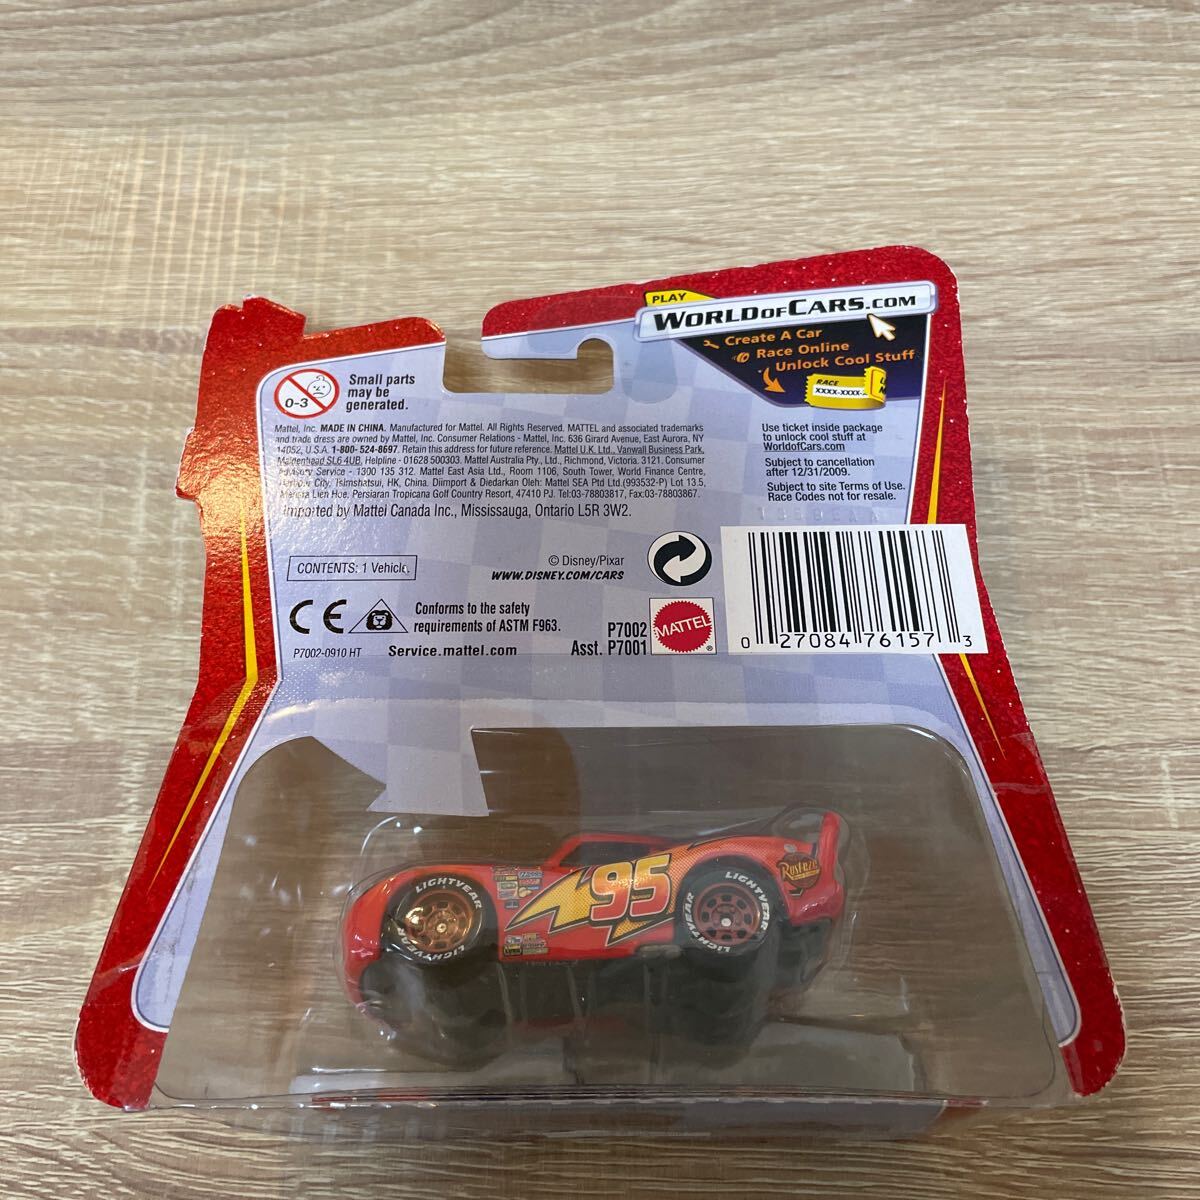 PLAY
WORLD OF CARS.COM
Create A Car
Race Online
Unlock Cool Stuff
RACE
XXXX-XXXX-
0-3
Small parts
may be
generated.
Mattel, Inc. MADE IN CHINA. Manufactured for Mattel. All Rights Reserved. MATTEL and associated trademarks
and trade dress are owned by Mattel, Inc. Consumer Relations - Mattel, Inc. 636 Girard Avenue, East Aurora, NY
14052, U.S.A. 1-800-524-8697. Retain this address for future reference. Mattel U.K. Ltd., Vanwall Business Park,
Maidenhead SL6 4UB. Helpline - 01628 500303. Mattel Australia Pty., Ltd., Richmond, Victoria. 3121. Consumer
Advisory Service - 1300 135 312. Mattel East Asia Ltd., Room 1106, South Tower, World Finance Centre,
Harbour City, Tsimshatsui, HK, China. Diimport & Diedarkan Oleh: Mattel SEA Ptd Ltd.(993532-P) Lot 13.5,
Menara Lien Hoe, Persiaran Tropicana Golf Country Resort, 47410 PJ. Tel:03-78803817, Fax:03-78803867.
Imported by Mattel Canada Inc., Mississauga, Ontario L5R 3W2.
Use ticket inside package
to unlock cool stuff at
WorldofCars.com
Subject to cancellation
after 12/31/2009.
Subject to site Terms of Use.
Race Codes not for resale.
CONTENTS: 1 Vehicle.
© Disney/Pixar
WWW.DISNEY.COM/CARS
CE
Conforms to the safety
requirements of ASTM F963.
P7002
Asst. P7001
MATTEL®
P7002-0910 HT
Service.mattel.com
0 27084 76157 3
LIGHTYEAR
LIGHTYEAR
95
LIGHTYEAR
LIGHTYEAR
Rust-eze